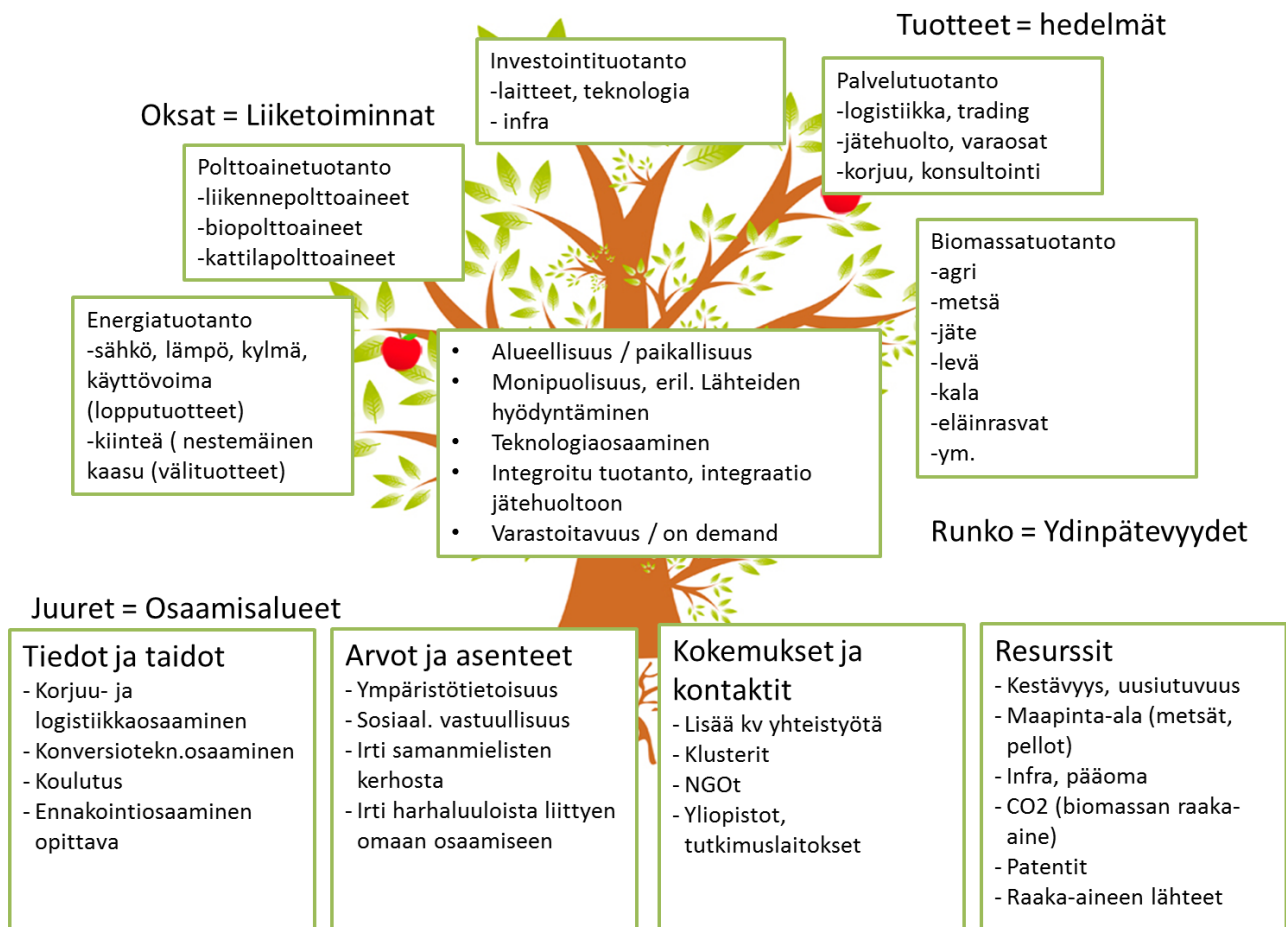 Tuotteet = hedelmät
Investointituotanto
-laitteet, teknologia
- infra
Palvelutuotanto
-logistiikka, trading
-jätehuolto, varaosat
-korjuu, konsultointi
Oksat = Liiketoiminnat
Polttoainetuotanto
-liikennepolttoaineet
-biopolttoaineet
-kattilapolttoaineet
Biomassatuotanto
-agri
-metsä
-jäte
-levä
-kala
-eläinrasvat
-ym.
Energiatuotanto
-sähkö, lämpö, kylmä,
käyttövoima
(lopputuotteet)
-kiinteä ( nestemäinen
kaasu (välituotteet)
• Alueellisuus / paikallisuus
• Monipuolisuus, eril. Lähteiden
hyödyntäminen
• Teknologiaosaaminen
• Integroitu tuotanto, integraatio
jätehuoltoon
• Varastoitavuus / on demand
Runko = Ydinpätevyydet
Juuret = Osaamisalueet
Tiedot ja taidot
- Korjuu- ja
logistiikkaosaaminen
- Konversiotekn.osaaminen
- Koulutus
- Ennakointiosaaminen
opittava
Arvot ja asenteet
- Ympäristötietoisuus
- Sosiaal. vastuullisuus
- Irti samanmielisten
kerhosta
- Irti harhaluuloista liittyen
omaan osaamiseen
Kokemukset ja
kontaktit
- Lisää kv yhteistyötä
- Klusterit
- NGOt
- Yliopistot,
tutkimuslaitokset
Resurssit
- Kestävyys, uusiutuvuus
- Maapinta-ala (metsät,
pellot)
- Infra, pääoma
- CO2 (biomassan raaka-
aine)
- Patentit
- Raaka-aineen lähteet